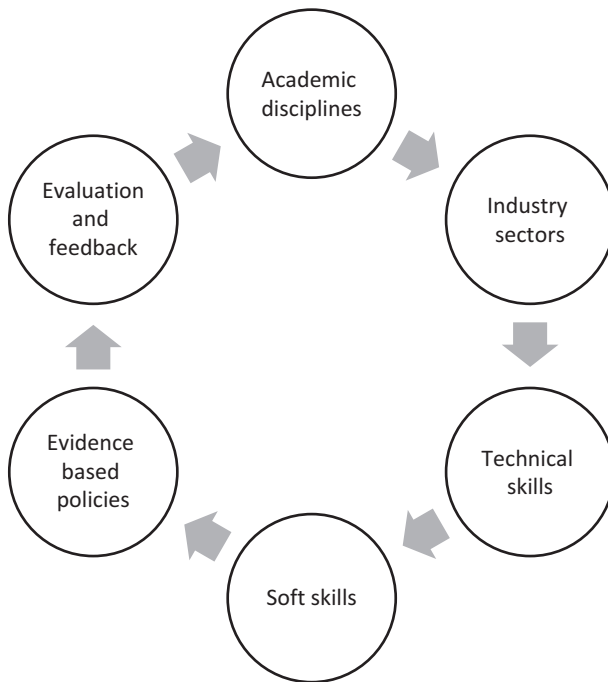 Academic
disciplines
Industry
sectors
Technical
skills
Soft skills
Evidence
based
policies
Evaluation
and
feedback